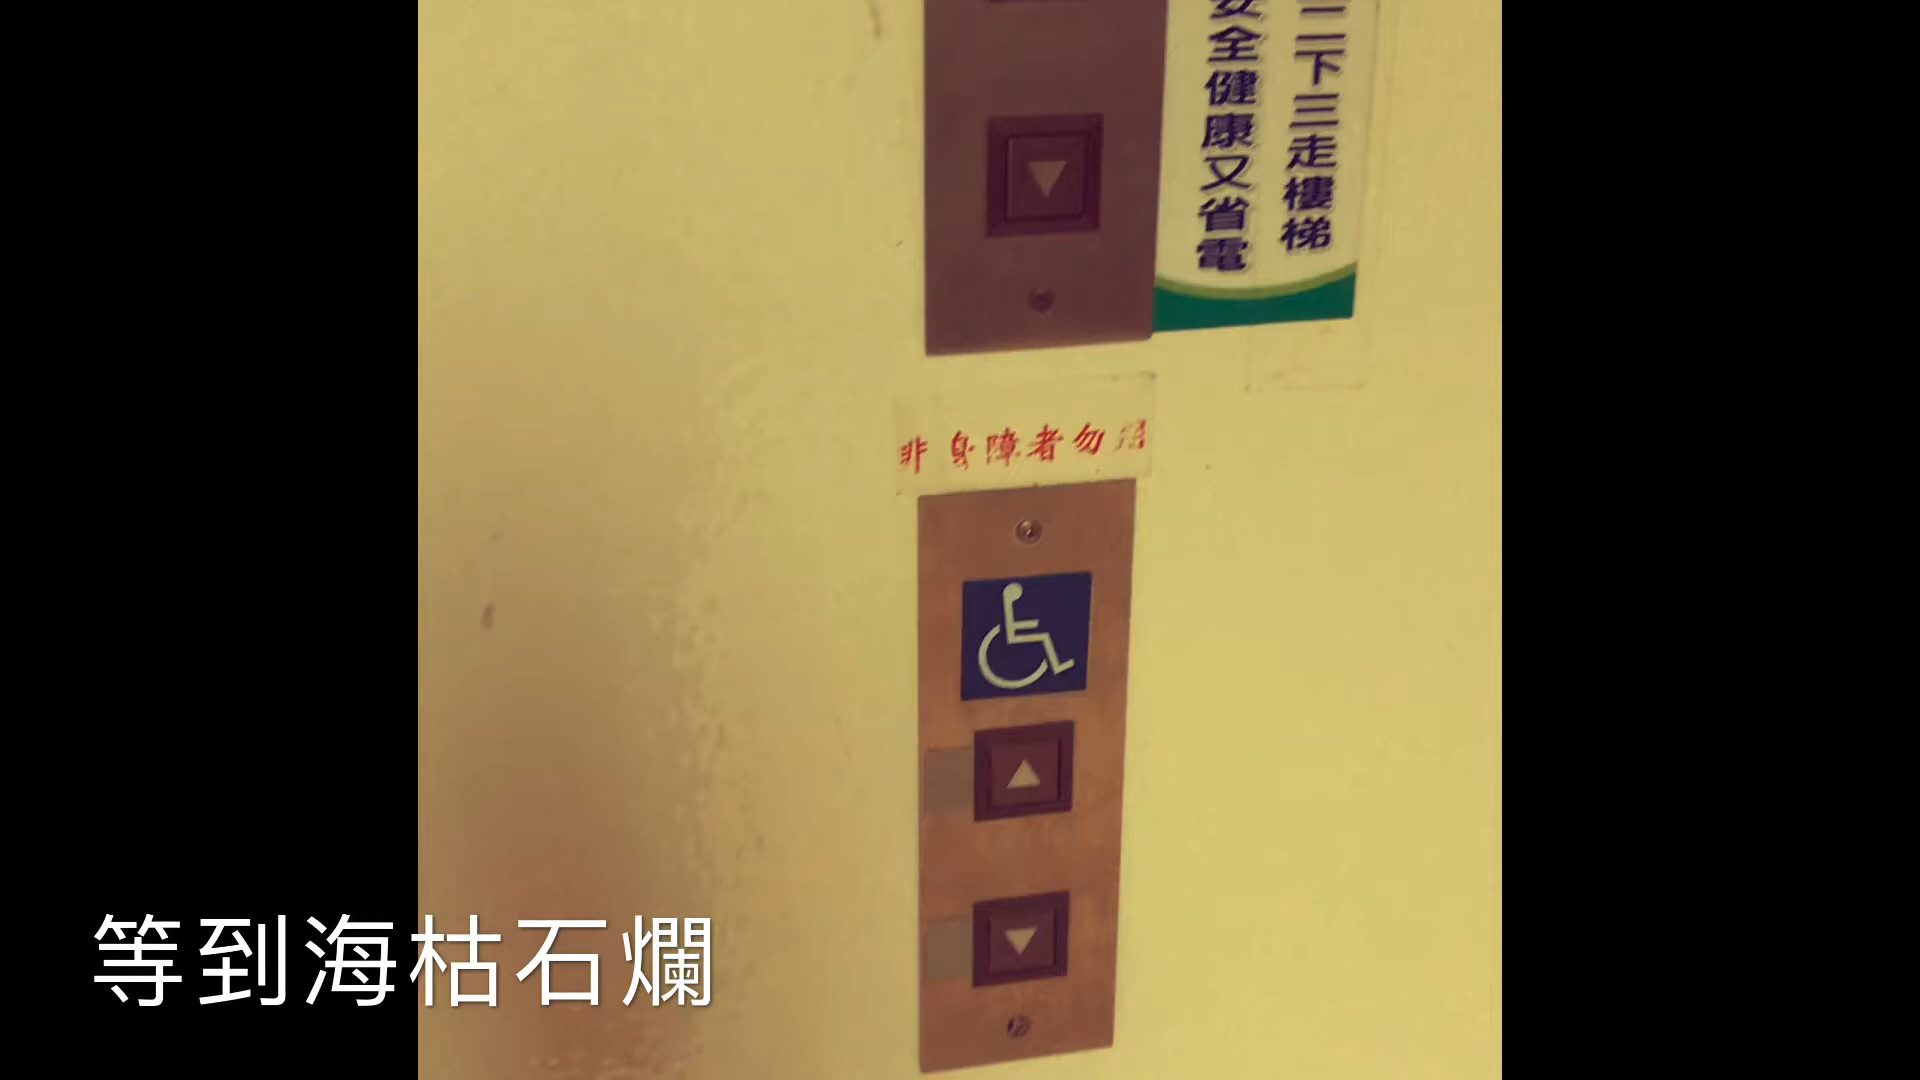 二下三走樓梯
安全健康又省電
非身障者勿用
等到海枯石爛